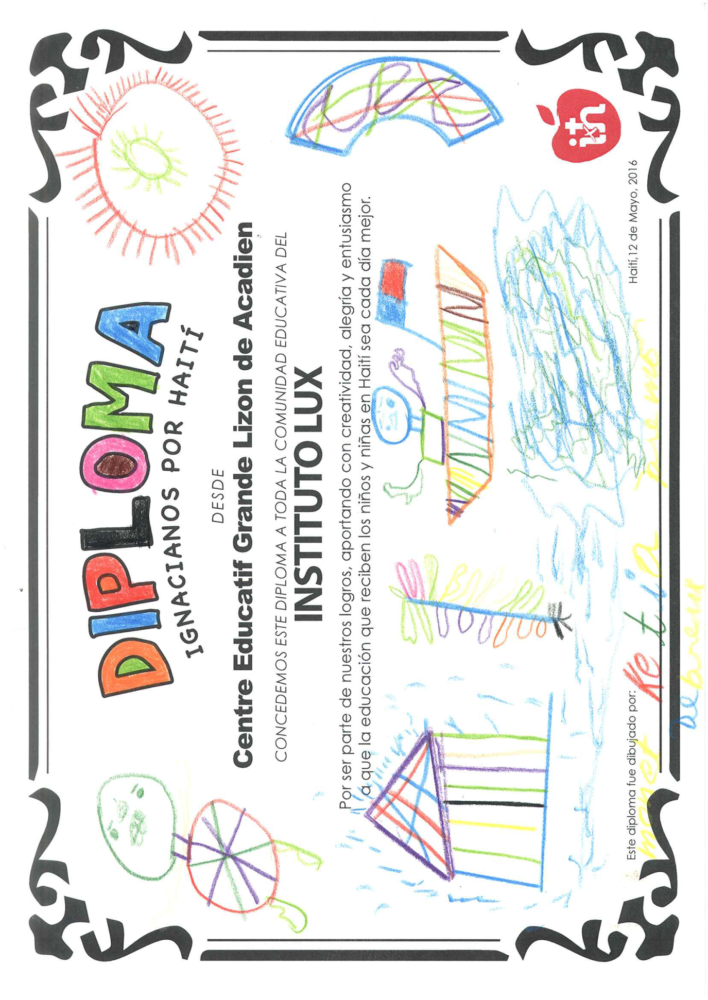 DIPLOMA
IGNACIANOS POR HAITÍ
DESDE
Centre Educatif Grande Lizon de Acadien
CONCEDEMOS ESTE DIPLOMA A TODA LA COMUNIDAD EDUCATIVA DEL
INSTITUTO LUX
Por ser parte de nuestros logros, aportando con creatividad, alegría y entusiasmo
a que la educación que reciben los niños y niñas en Haití sea cada día mejor.
ixh
Haití,12 de Mayo, 2016
Este diploma fue dibujado por:
Ketlia